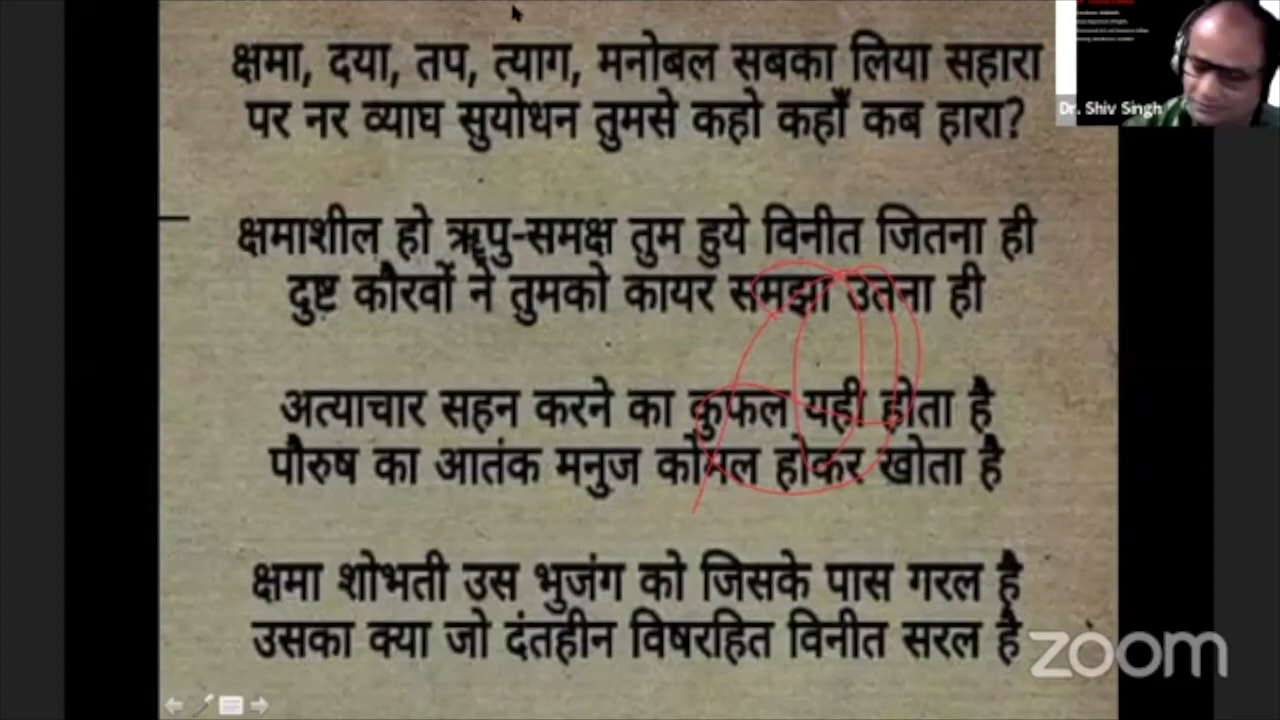 क्षमा, दया, तप, त्याग, मनोबल सबका लिया सहारा
पर नर व्याघ सुयोधन तुमसे कहो कहाँ कब हारा?
क्षमाशील हो ॠपु-समक्ष तुम हुये विनीत जितना ही
दुष्ट कौरवों ने तुमको कायर समझा उतना ही
अत्याचार सहन करने का कुफल यही होता है
पौरुष का आतंक मनुज कोमल होकर खोता है
क्षमा शोभती उस भुजंग को जिसके पास गरल है
उसका क्या जो दंतहीन विषरहित विनीत सरल है
Dr. Shiv Singh
zoom